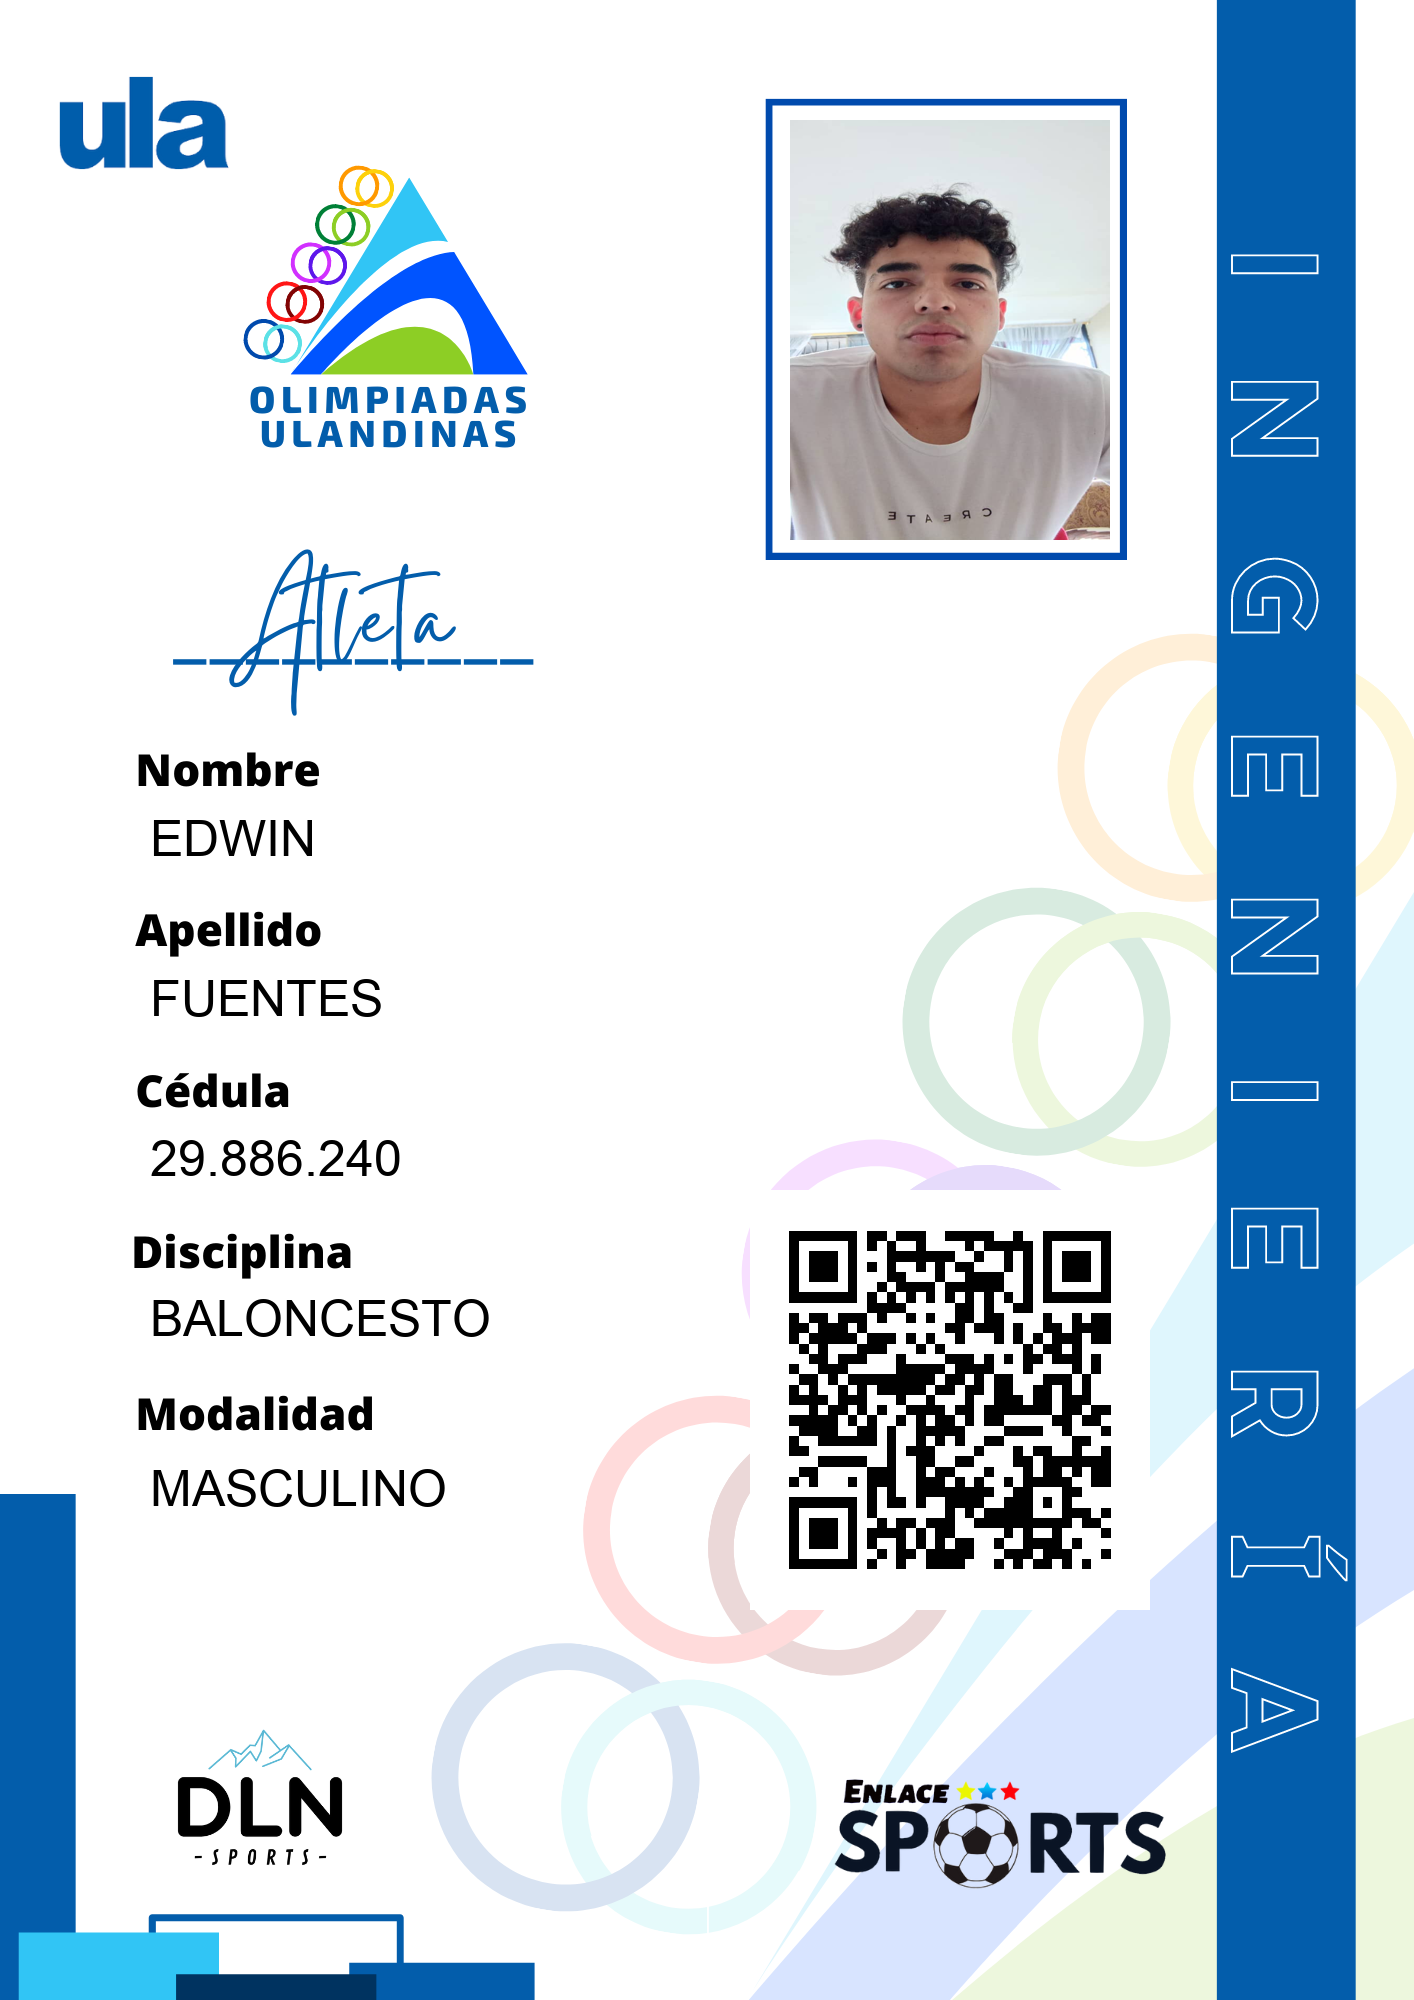 ula
OLIMPIADAS
ULANDINAS
CREATE
Atleta
Nombre
EDWIN
Apellido
FUENTES
Cédula
29.886.240
Disciplina
BALONCESTO
Modalidad
MASCULINO
INGENIERÍA
DLN
-SPORTS-
ENLACE
SPORTS